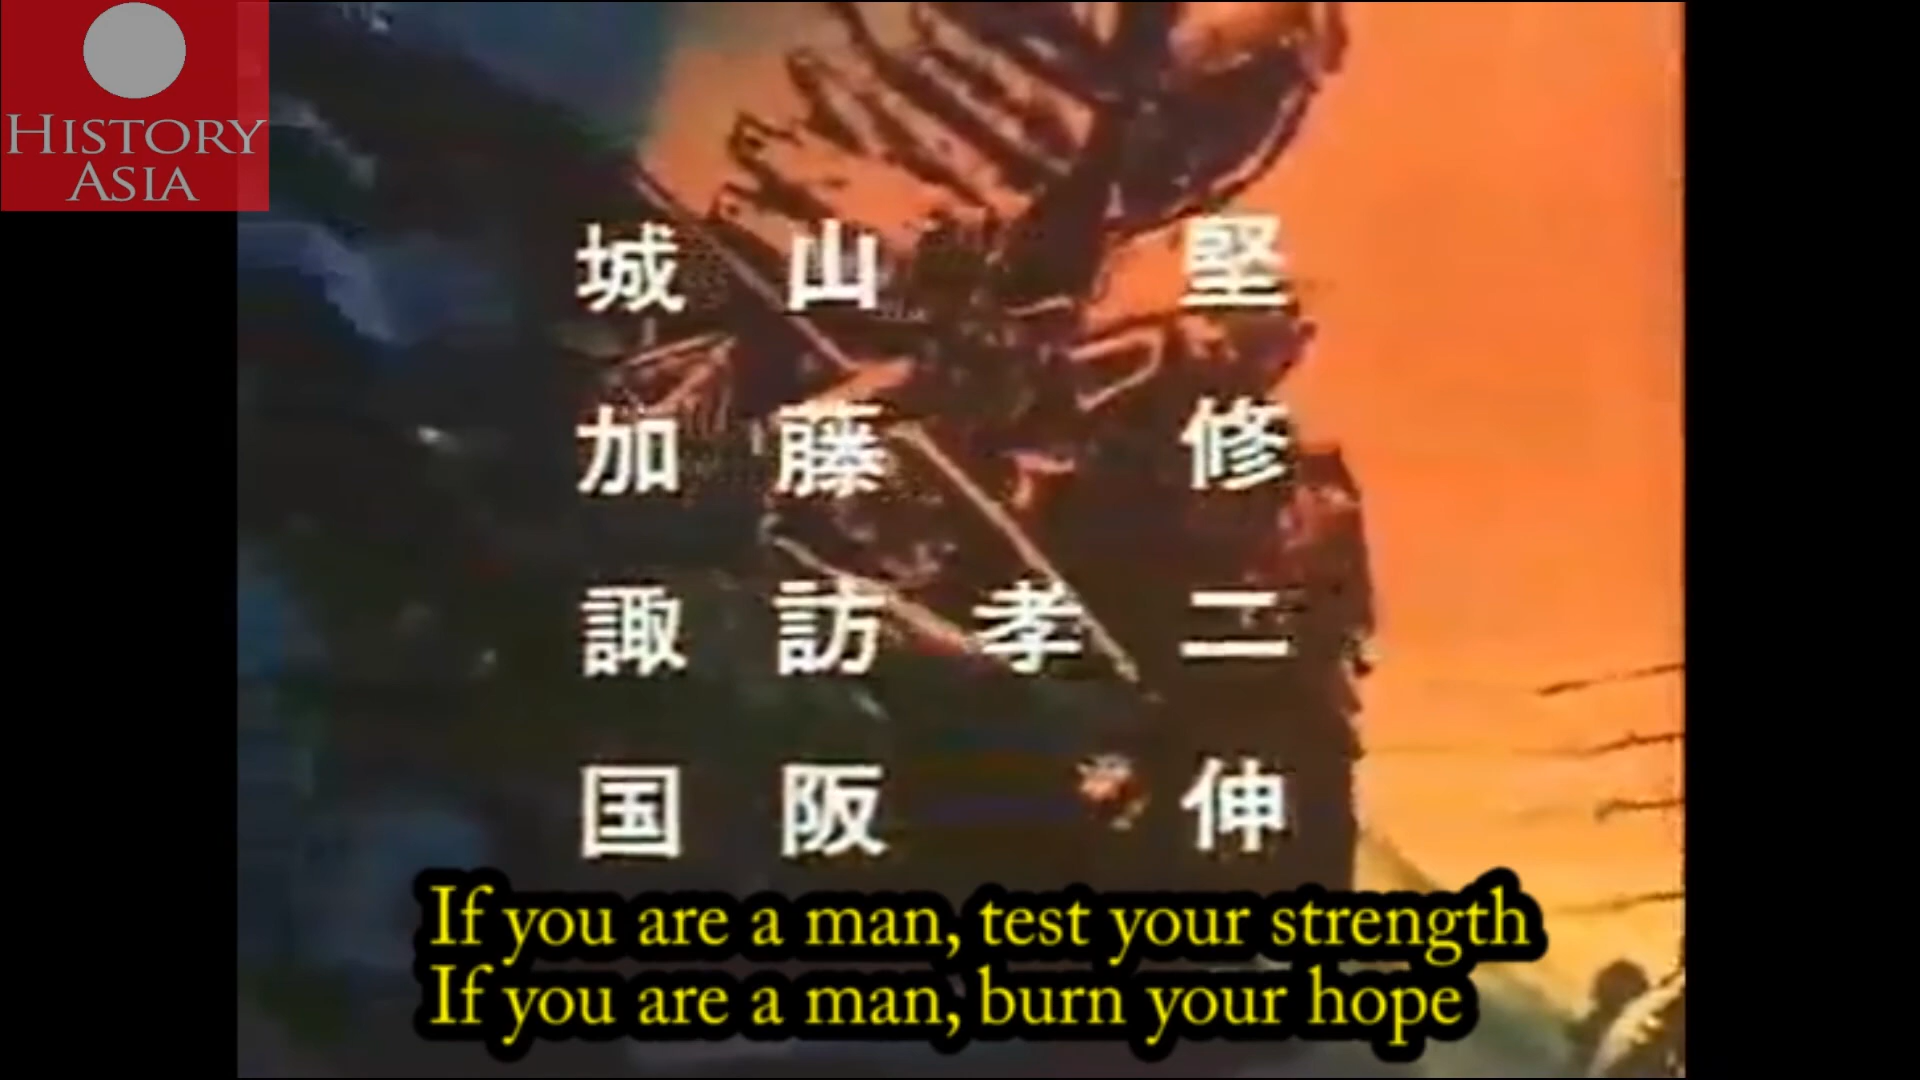 HISTORY
ASIA
城山 堅
加藤 修
諏訪孝二
国阪 伸
If you are a man, test your strength
If you are a man, burn your hope